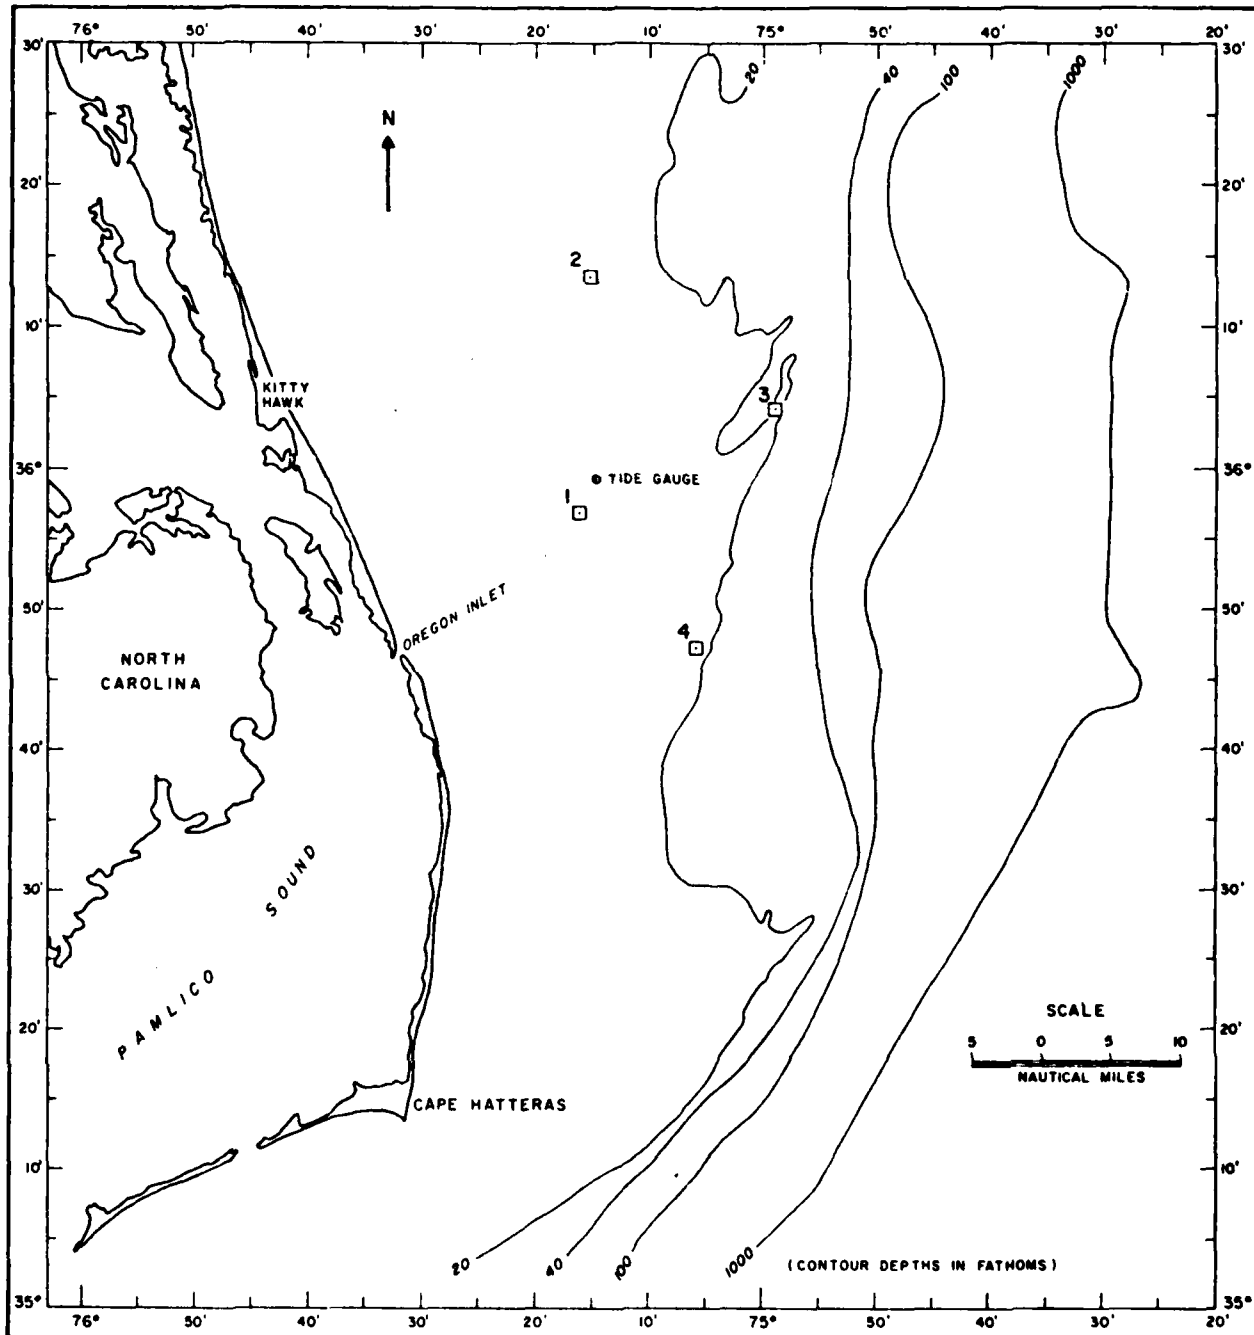 76° 50' 40' 30' 20' 10' 75° 50' 40' 30' 20'
30' 30'
20 40 100 1000
N
20' 20'
2
10' 10'
KITTY
HAWK
3
36° 36°
TIDE GAUGE
1
50' 50'
OREGON INLET
4
NORTH
CAROLINA
40' 40'
SOUND
30' 30'
PAMLICO
SCALE
20' 20'
5 0 5 10
NAUTICAL MILES
CAPE HATTERAS
10' 10'
20 40 100 1000 (CONTOUR DEPTHS IN FATHOMS)
35° 35°
76° 50' 40' 30' 20' 10' 75° 50' 40' 30' 20'